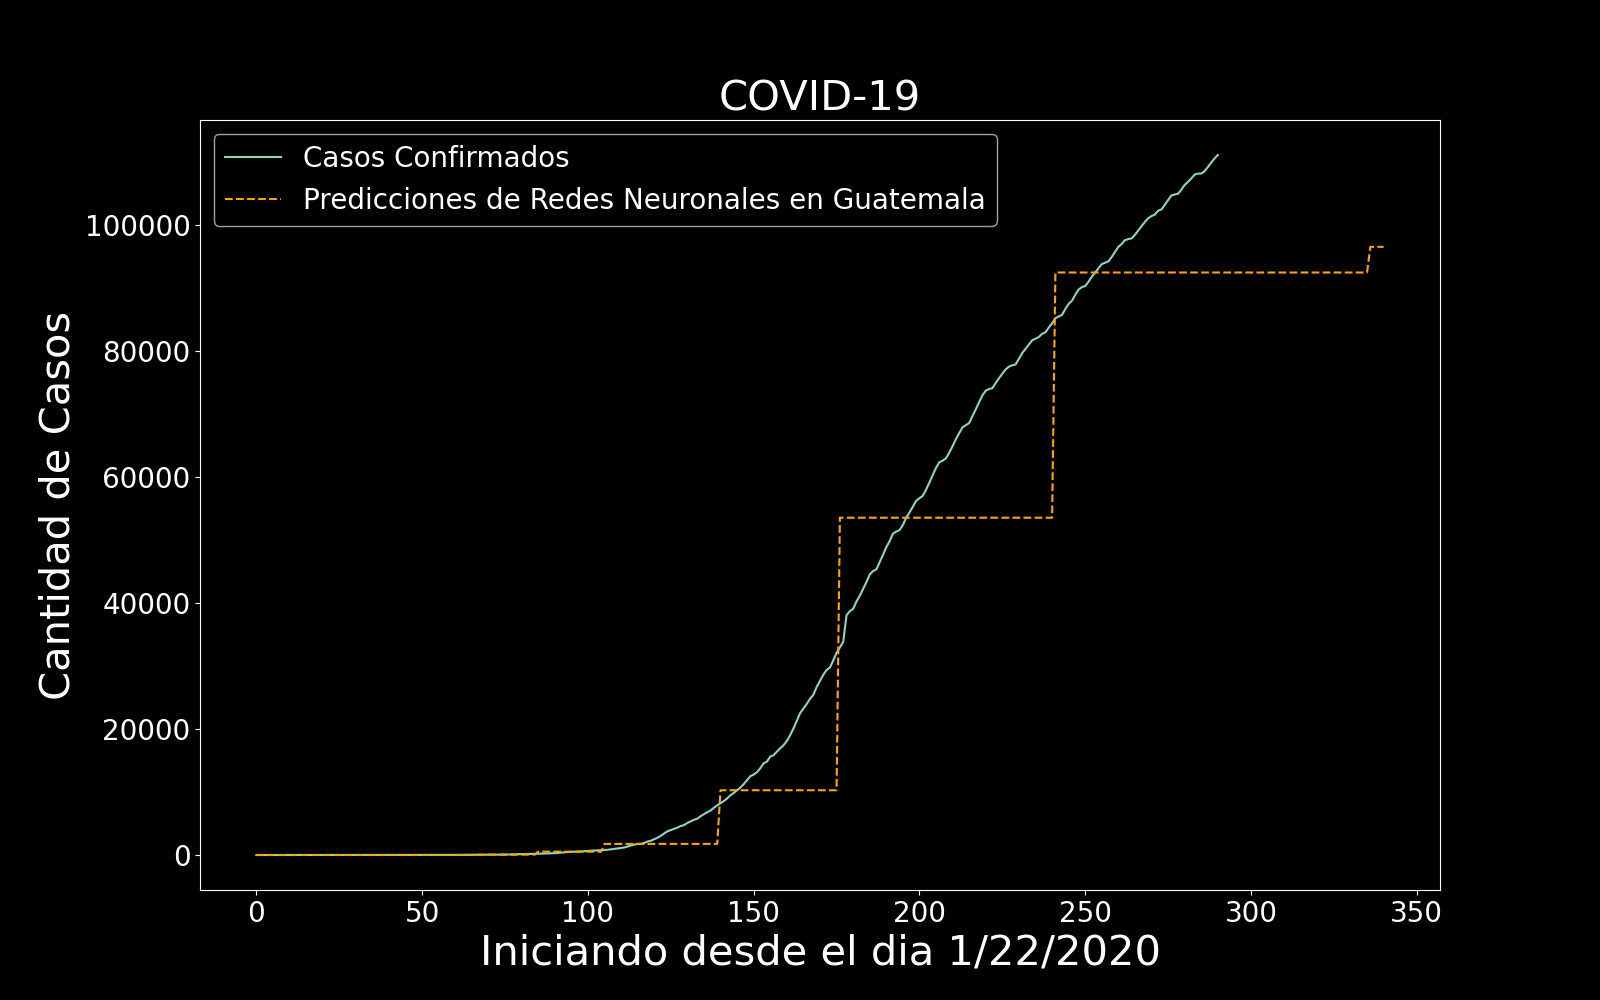 COVID-19
Casos Confirmados
Predicciones de Redes Neuronales en Guatemala
Cantidad de Casos
100000
80000
60000
40000
20000
0
0 50 100 150 200 250 300 350
Iniciando desde el dia 1/22/2020